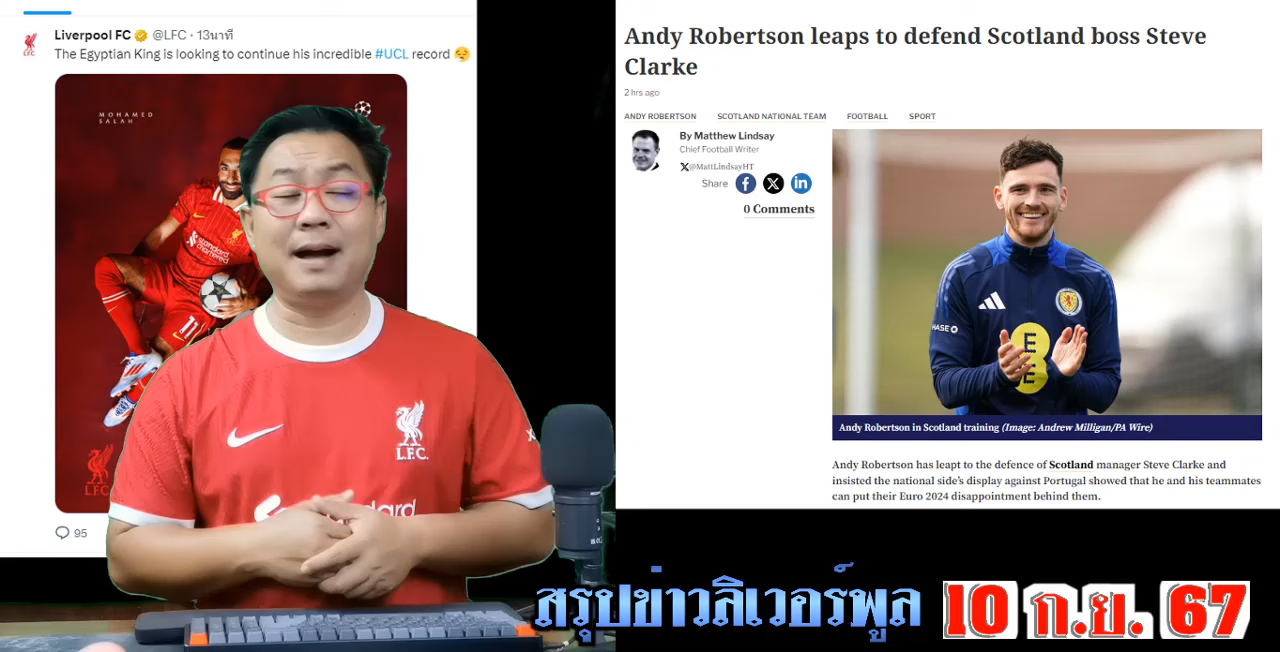 Liverpool FC @LFC · 13นาที
The Egyptian King is looking to continue his incredible #UCL record
MOHAMED
SALAH
standard
chartered
11
LFC
L.F.C.
95
Andy Robertson leaps to defend Scotland boss Steve
Clarke
2 hrs ago
ANDY ROBERTSON SCOTLAND NATIONAL TEAM FOOTBALL SPORT
By Matthew Lindsay
Chief Football Writer
@MattLindsayHT
Share
0 Comments
Andy Robertson in Scotland training (Image: Andrew Milligan/PA Wire)
Andy Robertson has leapt to the defence of Scotland manager Steve Clarke and
insisted the national side's display against Portugal showed that he and his teammates
can put their Euro 2024 disappointment behind them.
สรุปข่าวลิเวอร์พูล 10 ก.ย. 67